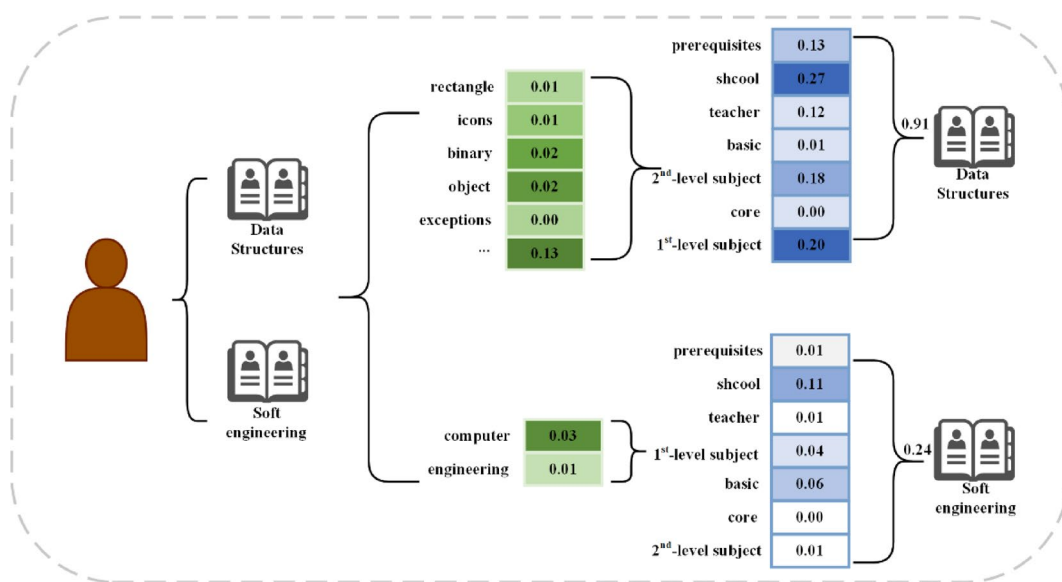 Data
Structures
Soft
engineering
rectangle 0.01
icons 0.01
binary 0.02
object 0.02
exceptions 0.00
... 0.13
computer 0.03
engineering 0.01
prerequisites 0.13
shcool 0.27
teacher 0.12
basic 0.01
2nd-level subject 0.18
core 0.00
1st-level subject 0.20
0.91
Data
Structures
prerequisites 0.01
shcool 0.11
teacher 0.01
1st-level subject 0.04
basic 0.06
core 0.00
2nd-level subject 0.01
0.24
Soft
engineering